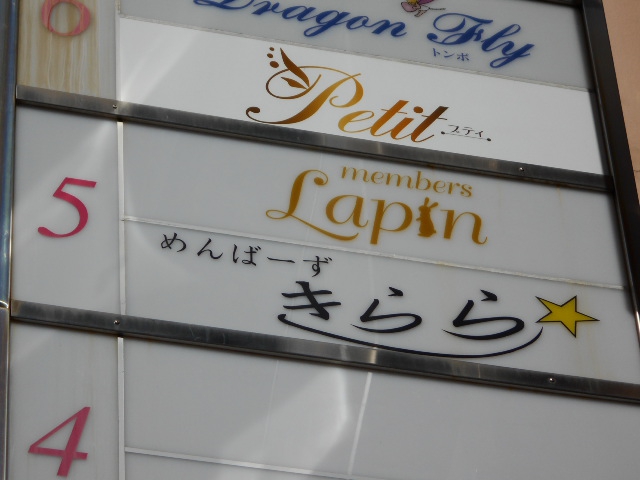 6
Dragon Fly
トンボ
Petit
プティ
5
members
Lapin
めんばーず
きらら
4